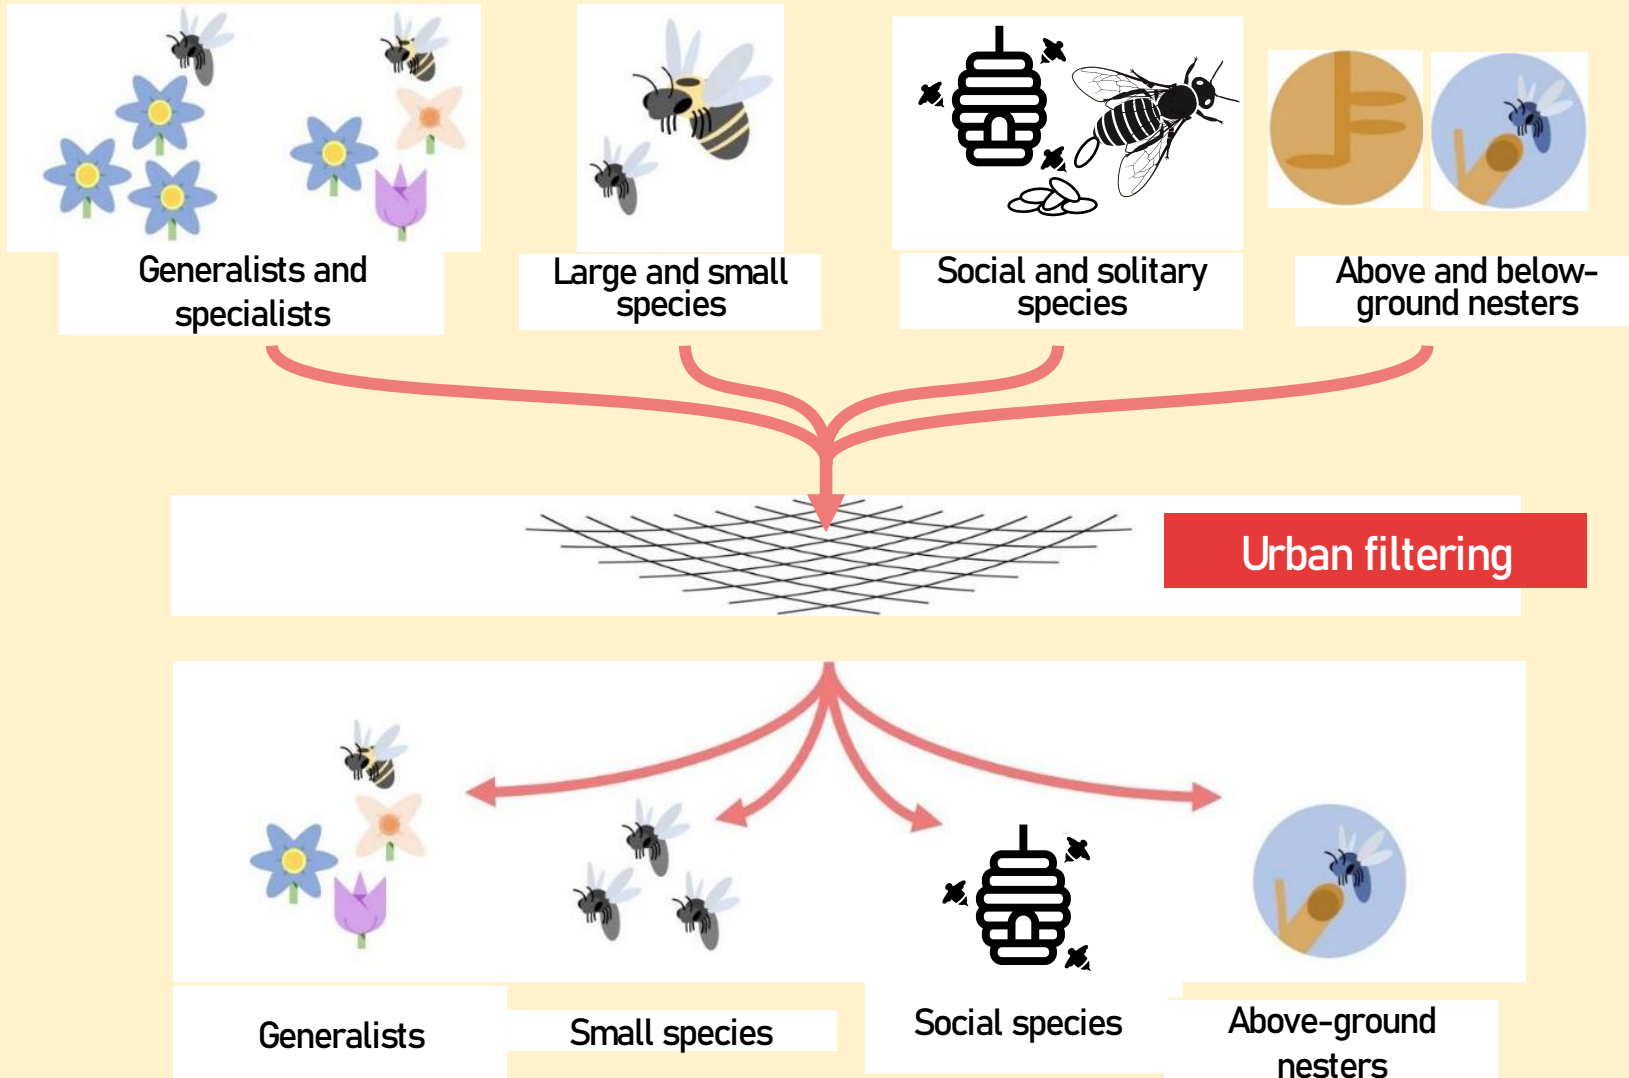 Generalists and
specialists
Large and small
species
Social and solitary
species
Above and below-
ground nesters
Urban filtering
Generalists
Small species
Social species
Above-ground
nesters